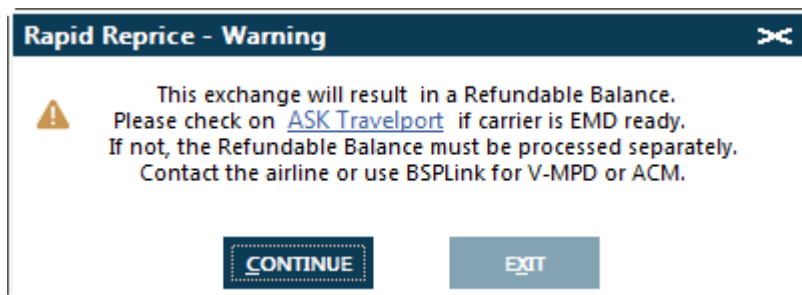 Rapid Reprice - Warning
This exchange will result in a Refundable Balance.
Please check on ASK Travelport if carrier is EMD ready.
If not, the Refundable Balance must be processed separately.
Contact the airline or use BSPLink for V-MPD or ACM.
CONTINUE EXIT